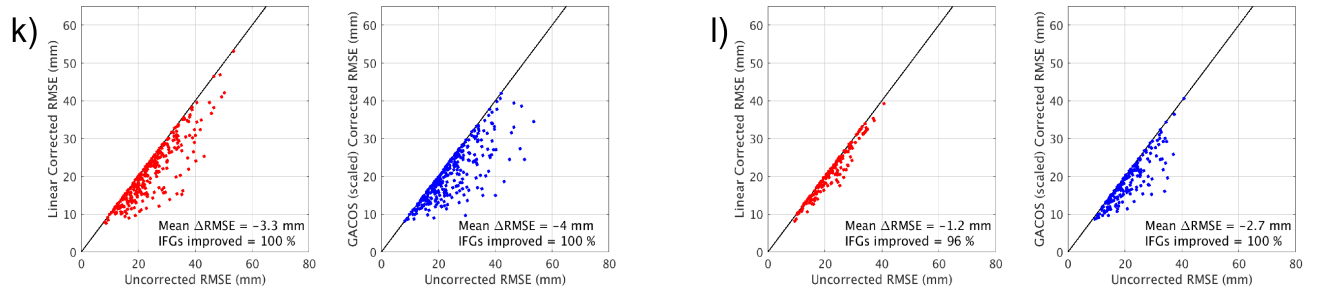 k)
Linear Corrected RMSE (mm)
60
50
40
30
20
10
0
Mean ΔRMSE = −3.3 mm
IFGs improved = 100 %
0 20 40 60 80
Uncorrected RMSE (mm)
GACOS (scaled) Corrected RMSE (mm)
60
50
40
30
20
10
0
Mean ΔRMSE = −4 mm
IFGs improved = 100 %
0 20 40 60 80
Uncorrected RMSE (mm)
l)
Linear Corrected RMSE (mm)
60
50
40
30
20
10
0
Mean ΔRMSE = −1.2 mm
IFGs improved = 96 %
0 20 40 60 80
Uncorrected RMSE (mm)
GACOS (scaled) Corrected RMSE (mm)
60
50
40
30
20
10
0
Mean ΔRMSE = −2.7 mm
IFGs improved = 100 %
0 20 40 60 80
Uncorrected RMSE (mm)